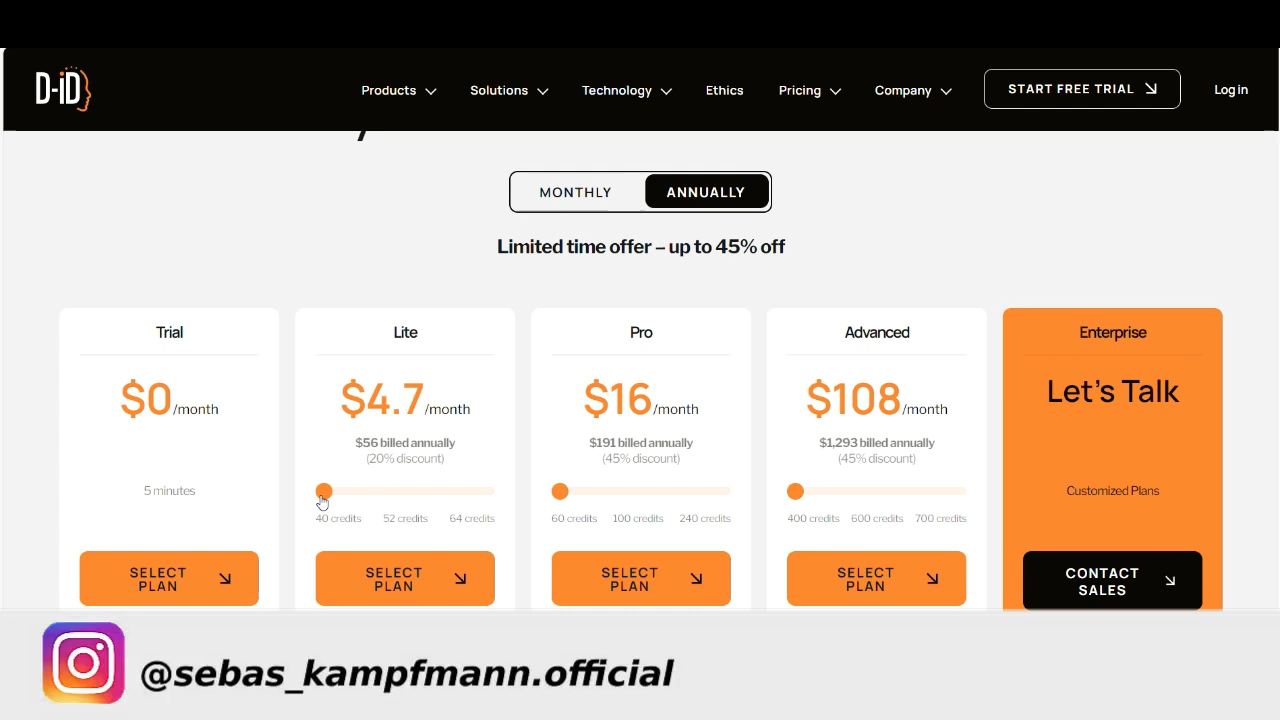 D-iD
Products Solutions Technology Ethics Pricing Company START FREE TRIAL Log in
MONTHLY ANNUALLY
Limited time offer – up to 45% off
Trial
$0/month
5 minutes
SELECT
PLAN
Lite
$4.7/month
$56 billed annually
(20% discount)
40 credits 52 credits 64 credits
SELECT
PLAN
Pro
$16/month
$191 billed annually
(45% discount)
60 credits 100 credits 240 credits
SELECT
PLAN
Advanced
$108/month
$1,293 billed annually
(45% discount)
400 credits 600 credits 700 credits
SELECT
PLAN
Enterprise
Let's Talk
Customized Plans
CONTACT
SALES
@sebas_kampfmann.official